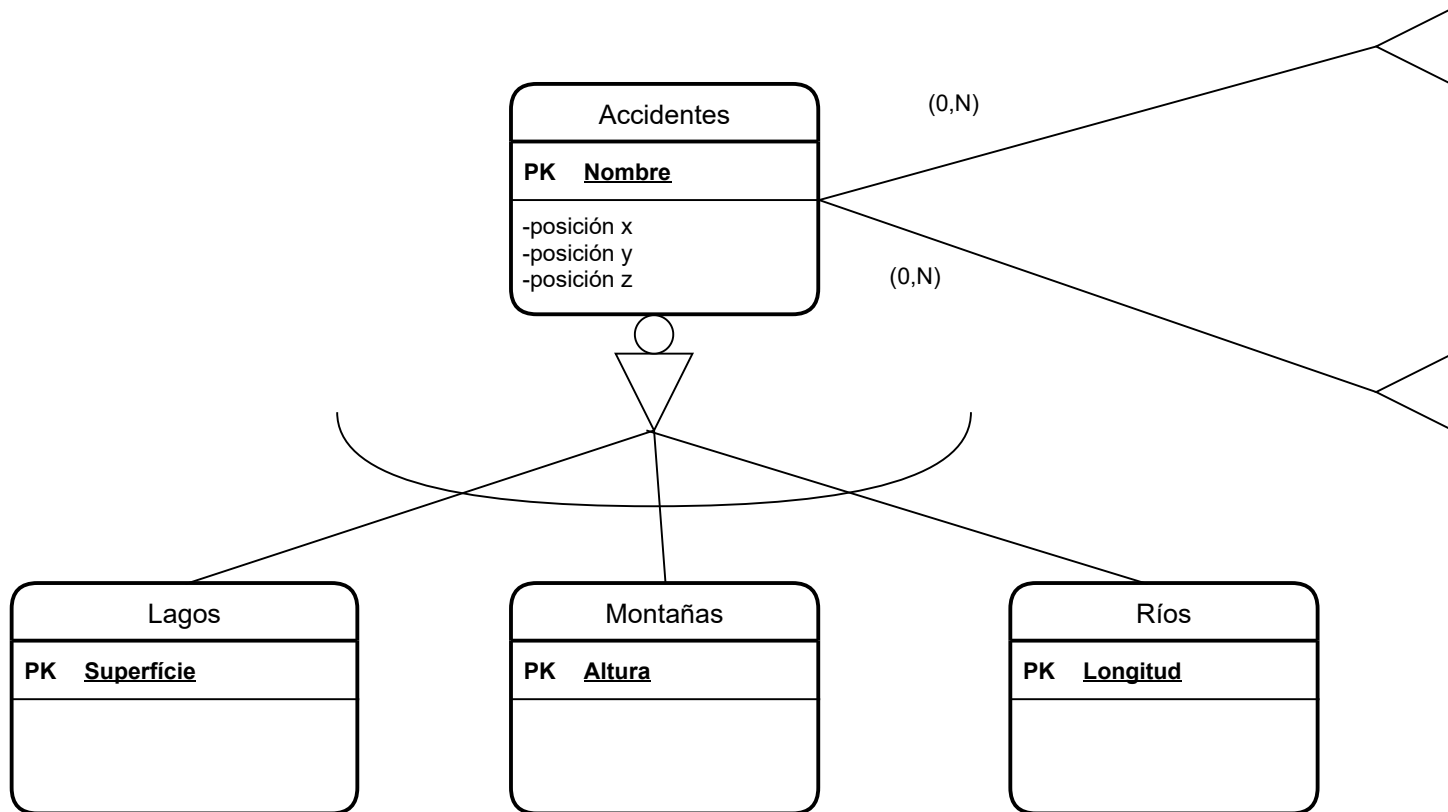 (0,N)
Accidentes
PK Nombre
-posición x
-posición y
-posición z
(0,N)
Lagos
PK Superfície
Montañas
PK Altura
Ríos
PK Longitud